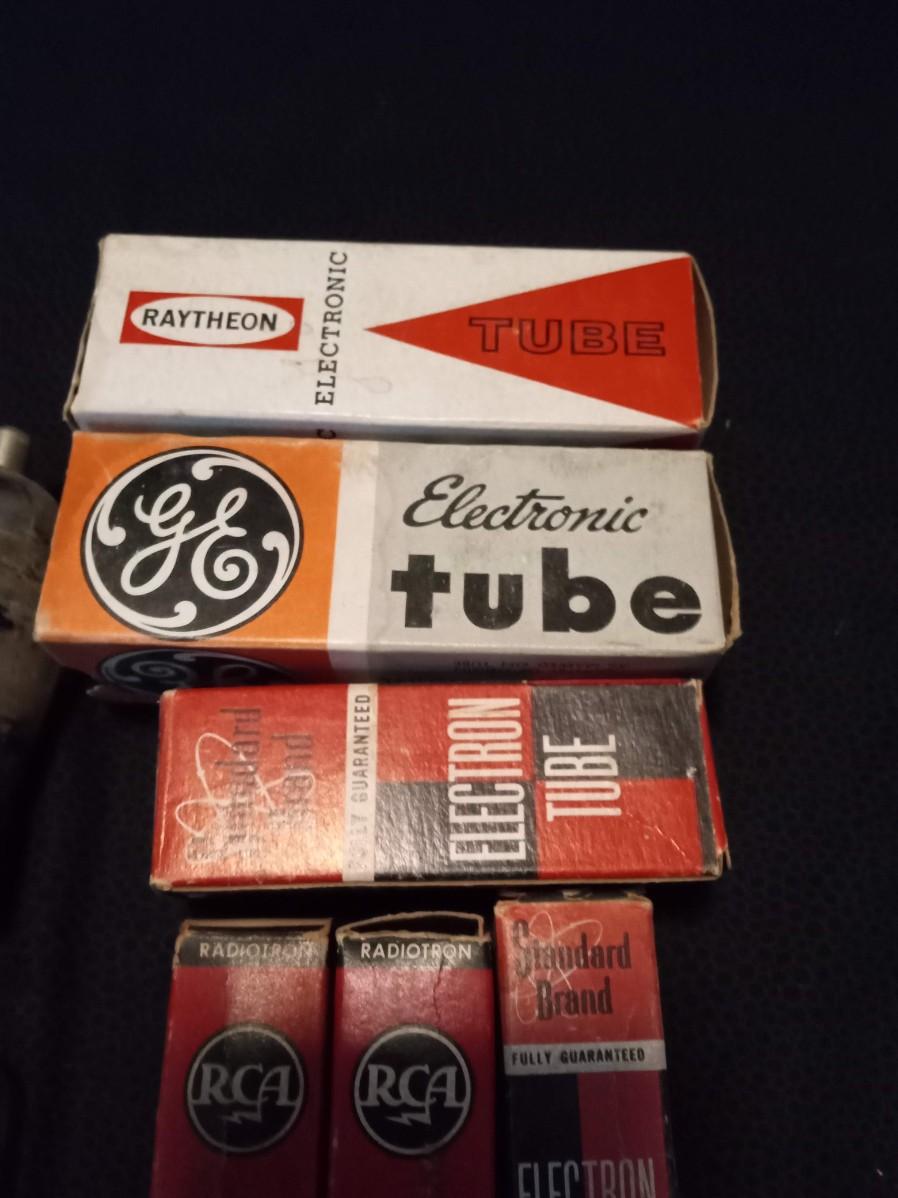 RAYTHEON
ELECTRONIC
TUBE
GE
Electronic
tube
Standard
Brand
FULLY GUARANTEED
ELECTRON
TUBE
RADIOTRON
RCA
RADIOTRON
RCA
Standard
Brand
FULLY GUARANTEED
ELECTRON